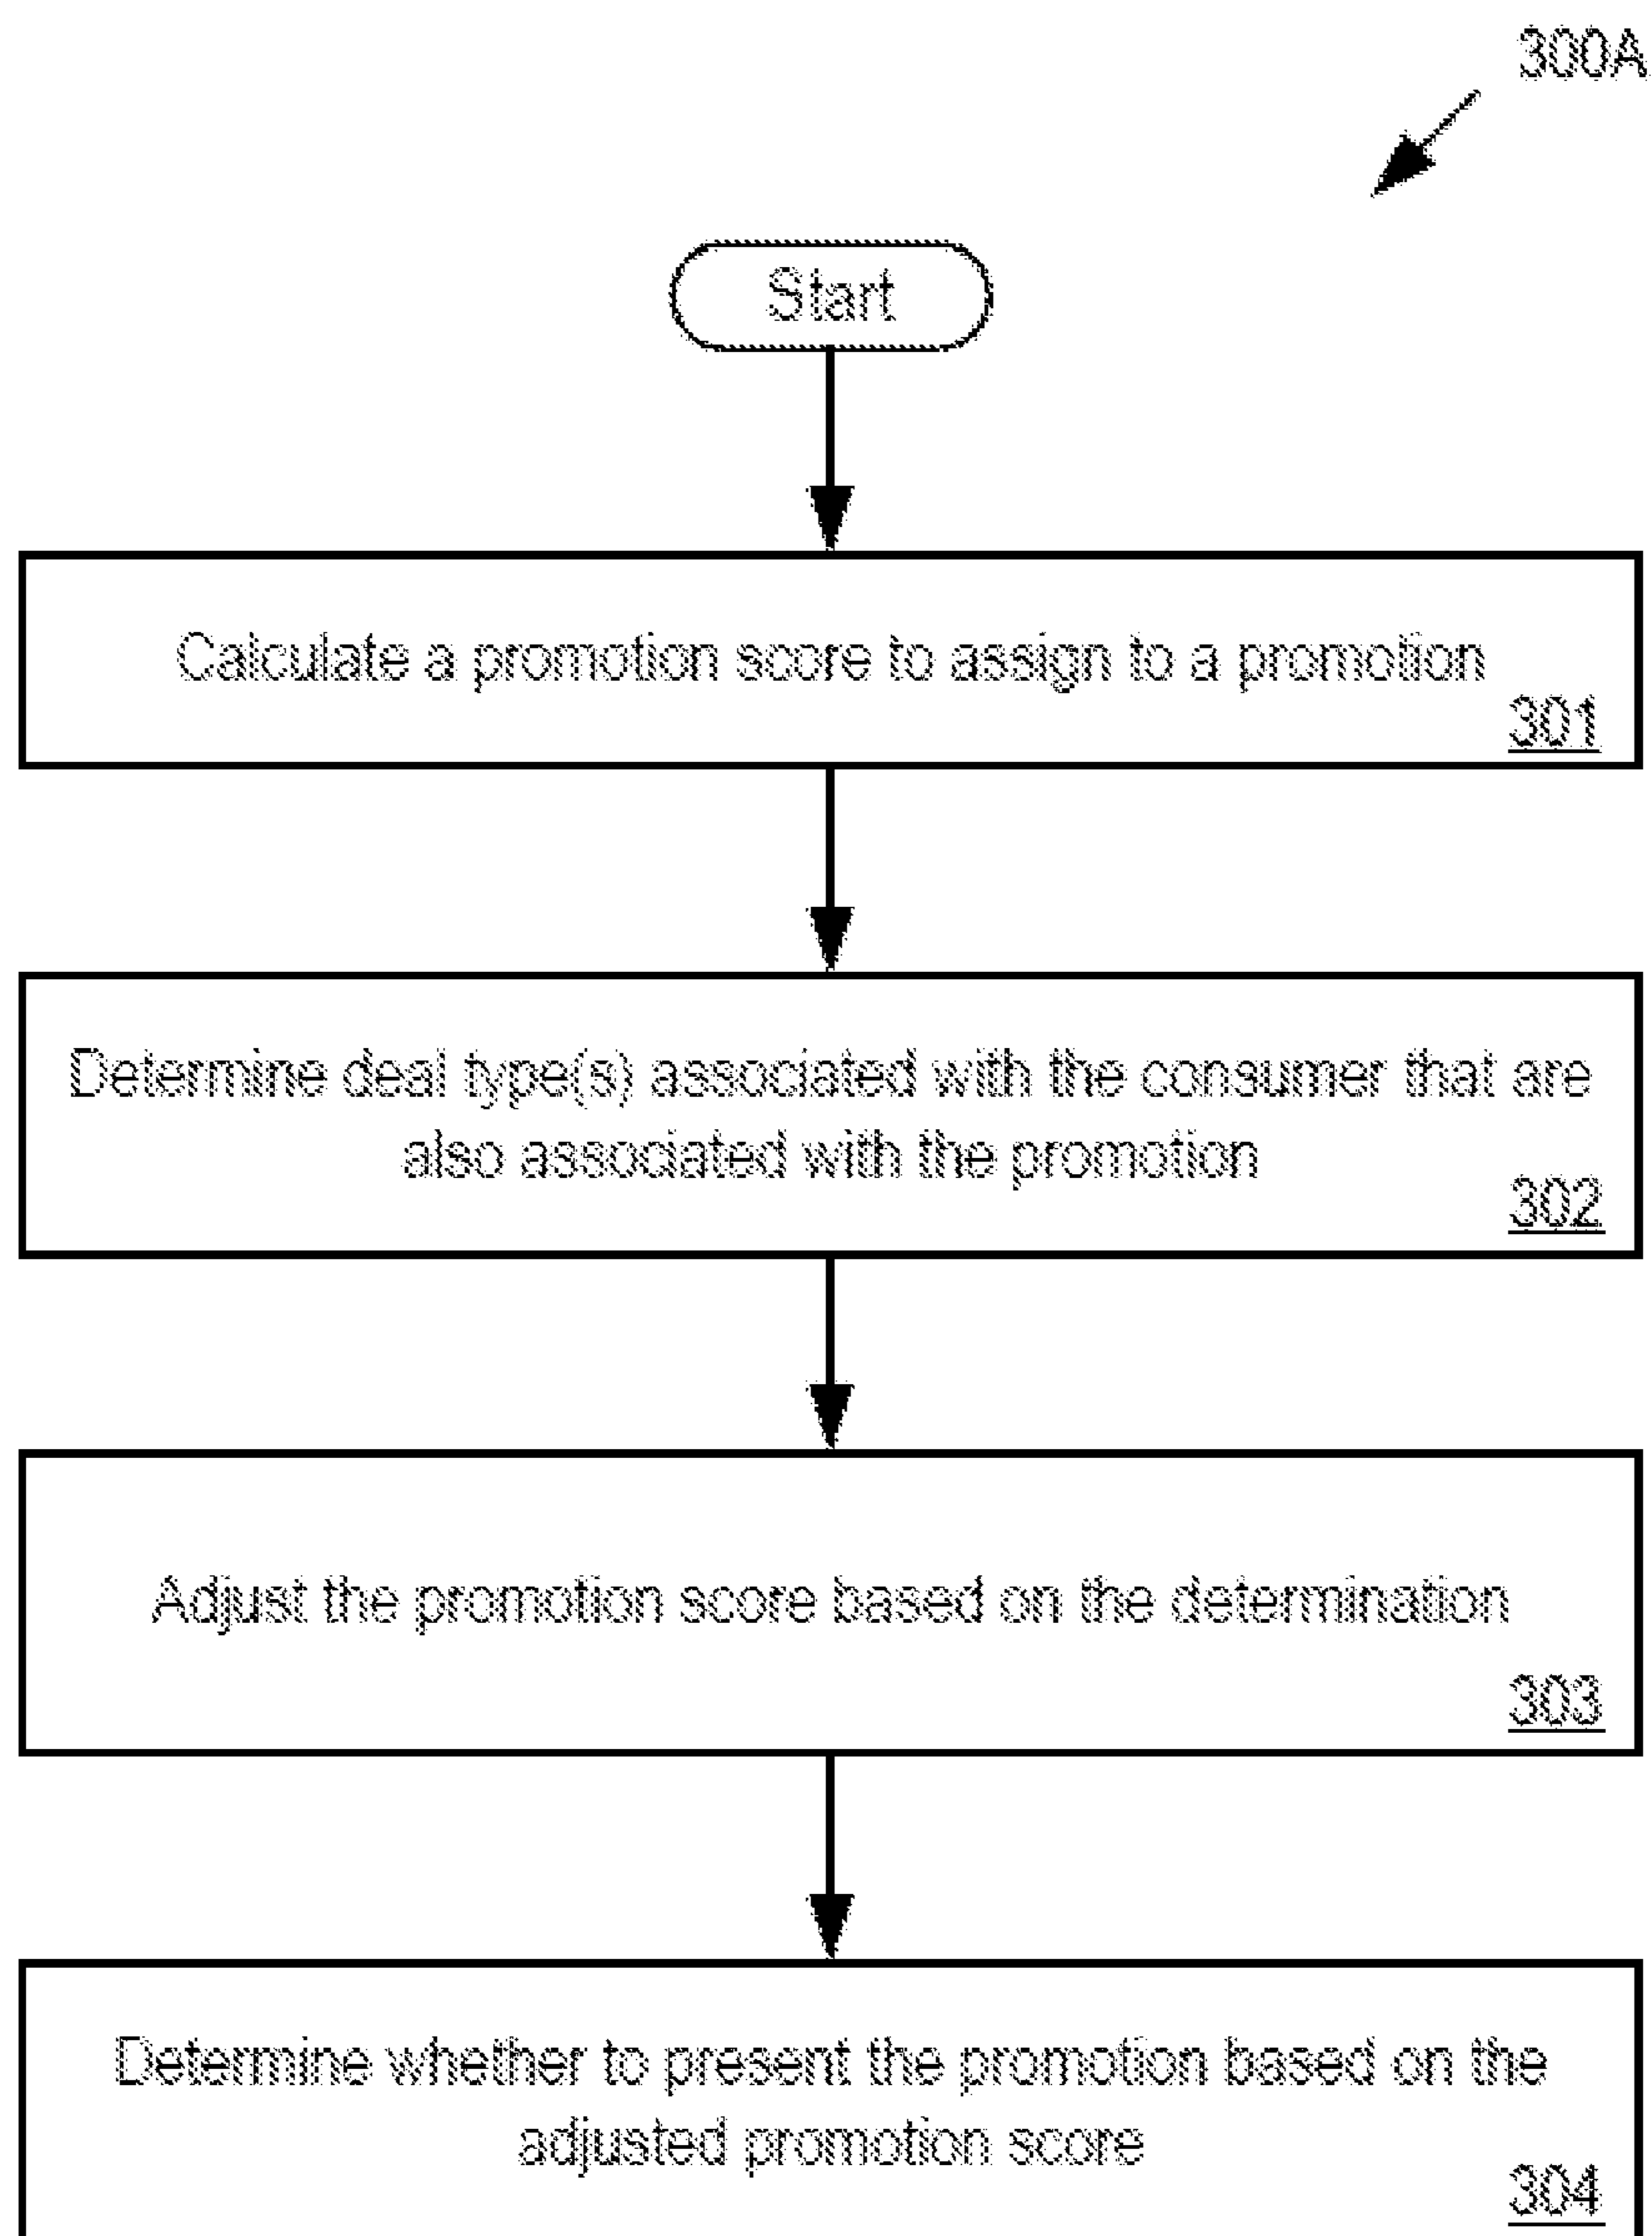 300A
Start
Calculate a promotion score to assign to a promotion
301
Determine deal type(s) associated with the consumer that are
also associated with the promotion
302
Adjust the promotion score based on the determination
303
Determine whether to present the promotion based on the
adjusted promotion score
304